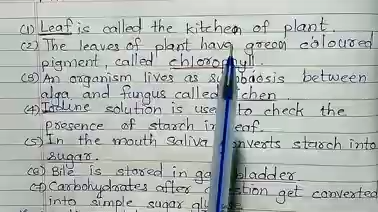 (1) Leaf is called the kitchen of plant.
(2) The leaves of plant have green coloured
pigment, called chlorophyll.
(3) An organism lives as between
alga and fungus called
(4) Iodine solution is to check the
presence of starch in leaf.
(5) In the mouth saliva converts starch into
sugar.
(6) Bile is stored in bladder.
(7) Carbohydrates after get converted
into simple sugar